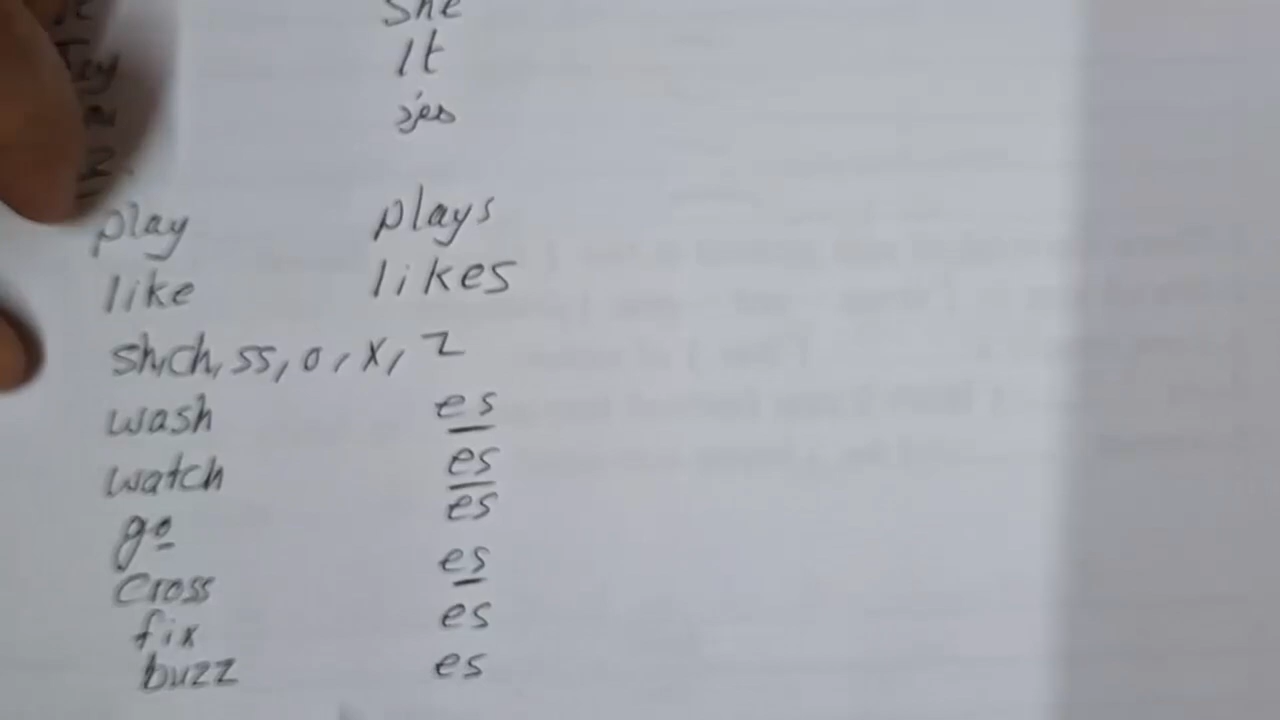 She
It
مفرد
play plays
like likes
sh, ch, ss, o, x, z
wash es
watch es
go es
cross es
fix es
buzz es